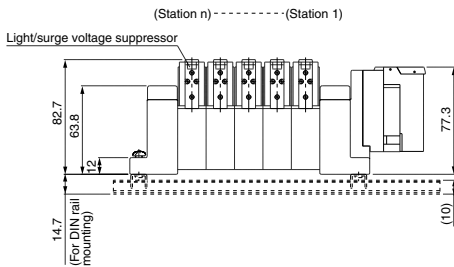 (Station n) - - - - - - - - (Station 1)
Light/surge voltage suppressor
82.7
63.8
12
77.3
14.7
(For DIN rail
mounting)
(10)